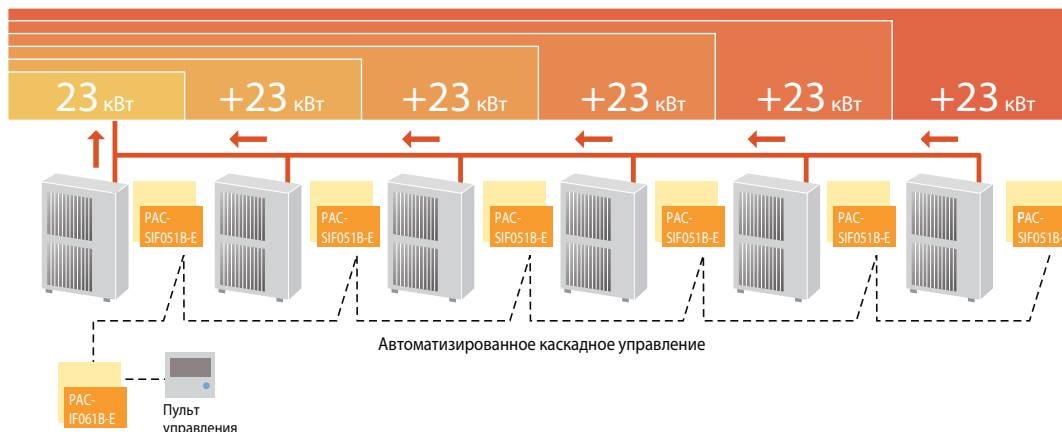 23 кВт
+23 кВт
+23 кВт
+23 кВт
+23 кВт
+23 кВт
PAC-
SIF051B-E
PAC-
SIF051B-E
PAC-
SIF051B-E
PAC-
SIF051B-E
PAC-
SIF051B-E
PAC-
SIF051B-E
Автоматизированное каскадное управление
PAC-
IF061B-E
Пульт
управления